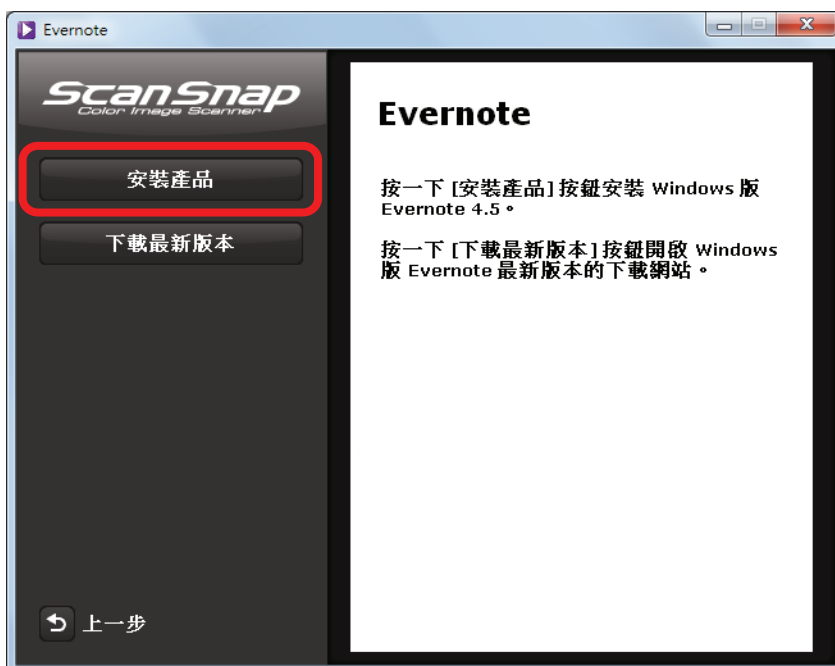 Evernote
ScanSnap
Color Image Scanner
安裝產品
下載最新版本
上一步
Evernote
按一下 [安裝產品] 按鈕安裝 Windows 版
Evernote 4.5。
按一下 [下載最新版本] 按鈕開啟 Windows
版 Evernote 最新版本的下載網站。